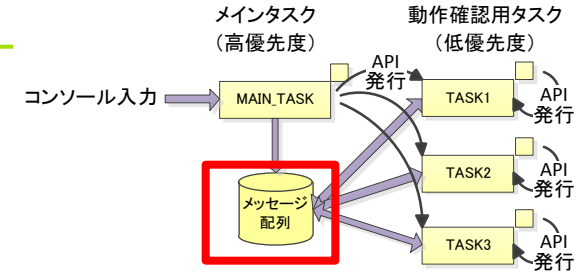 メインタスク
（高優先度）
動作確認用タスク
（低優先度）
コンソール入力
MAIN_TASK
API
発行
TASK1
API
発行
メッセージ
配列
TASK2
API
発行
TASK3
API
発行